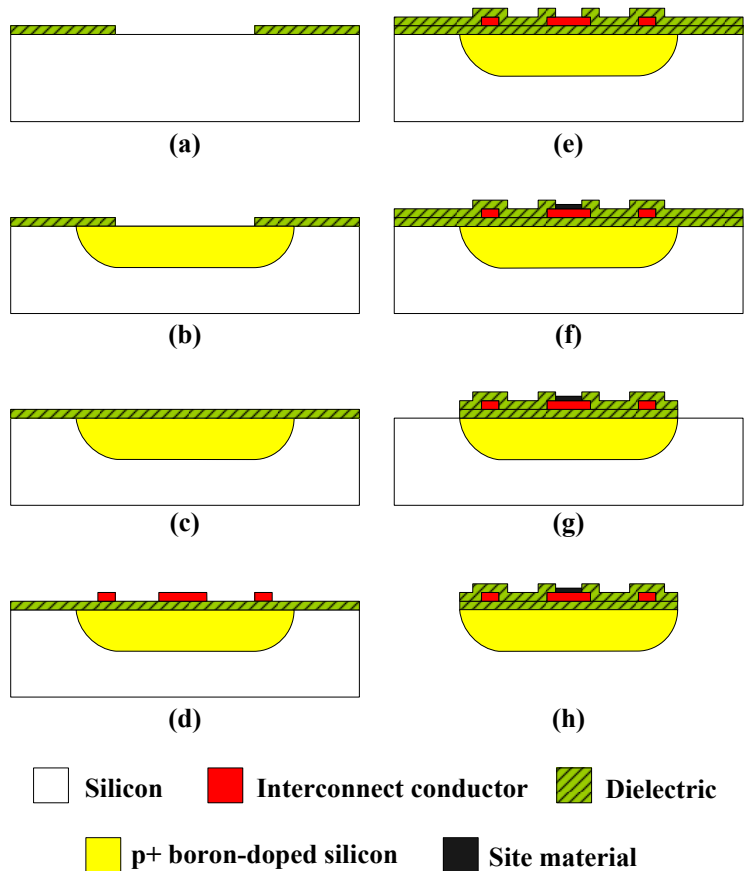 (a)
(e)
(b)
(f)
(c)
(g)
(d)
(h)
Silicon
Interconnect conductor
Dielectric
p+ boron-doped silicon
Site material